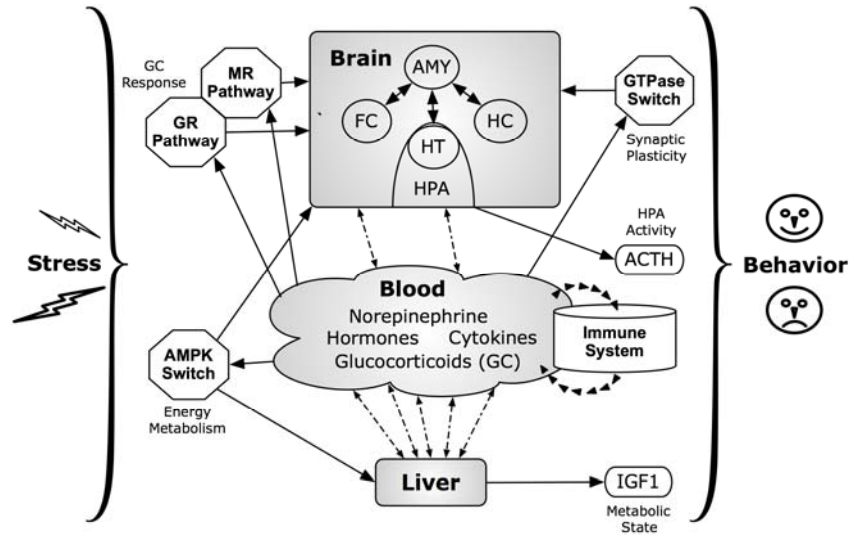 GC
Response
MR
Pathway
GR
Pathway
Brain
AMY
FC
HC
HT
HPA
GTPase
Switch
Synaptic
Plasticity
HPA
Activity
ACTH
Stress
Behavior
Blood
Norepinephrine
Hormones Cytokines
Glucocorticoids (GC)
Immune
System
AMPK
Switch
Energy
Metabolism
Liver
IGF1
Metabolic
State